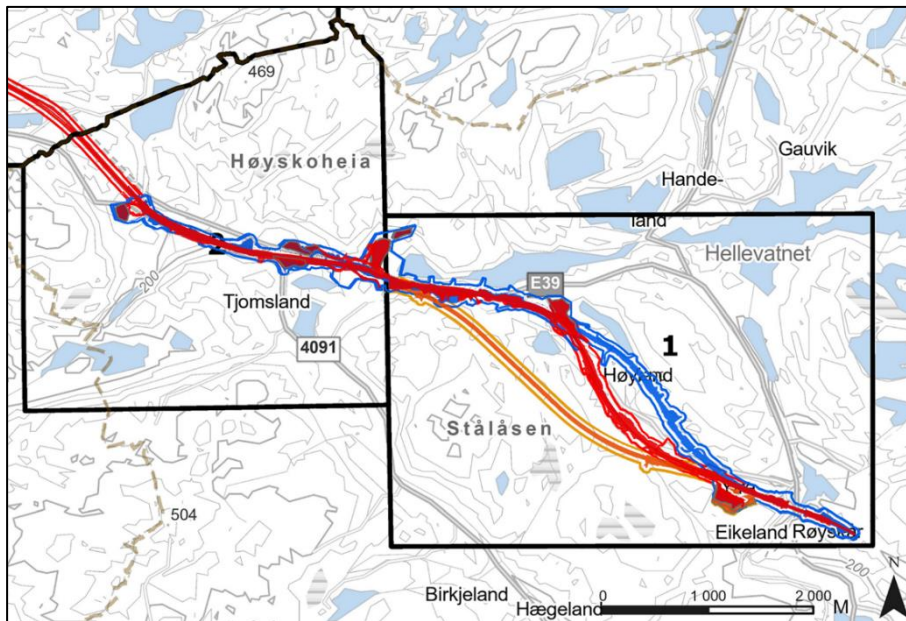 469
Høyskoheia
Gauvik
Hande-
land
Hellevatnet
2
200
E39
Tjomsland
4091
1
Høyland
Stålåsen
504
Eikeland
200
Birkjeland
Hægeland
0
1 000
2 000
M
N